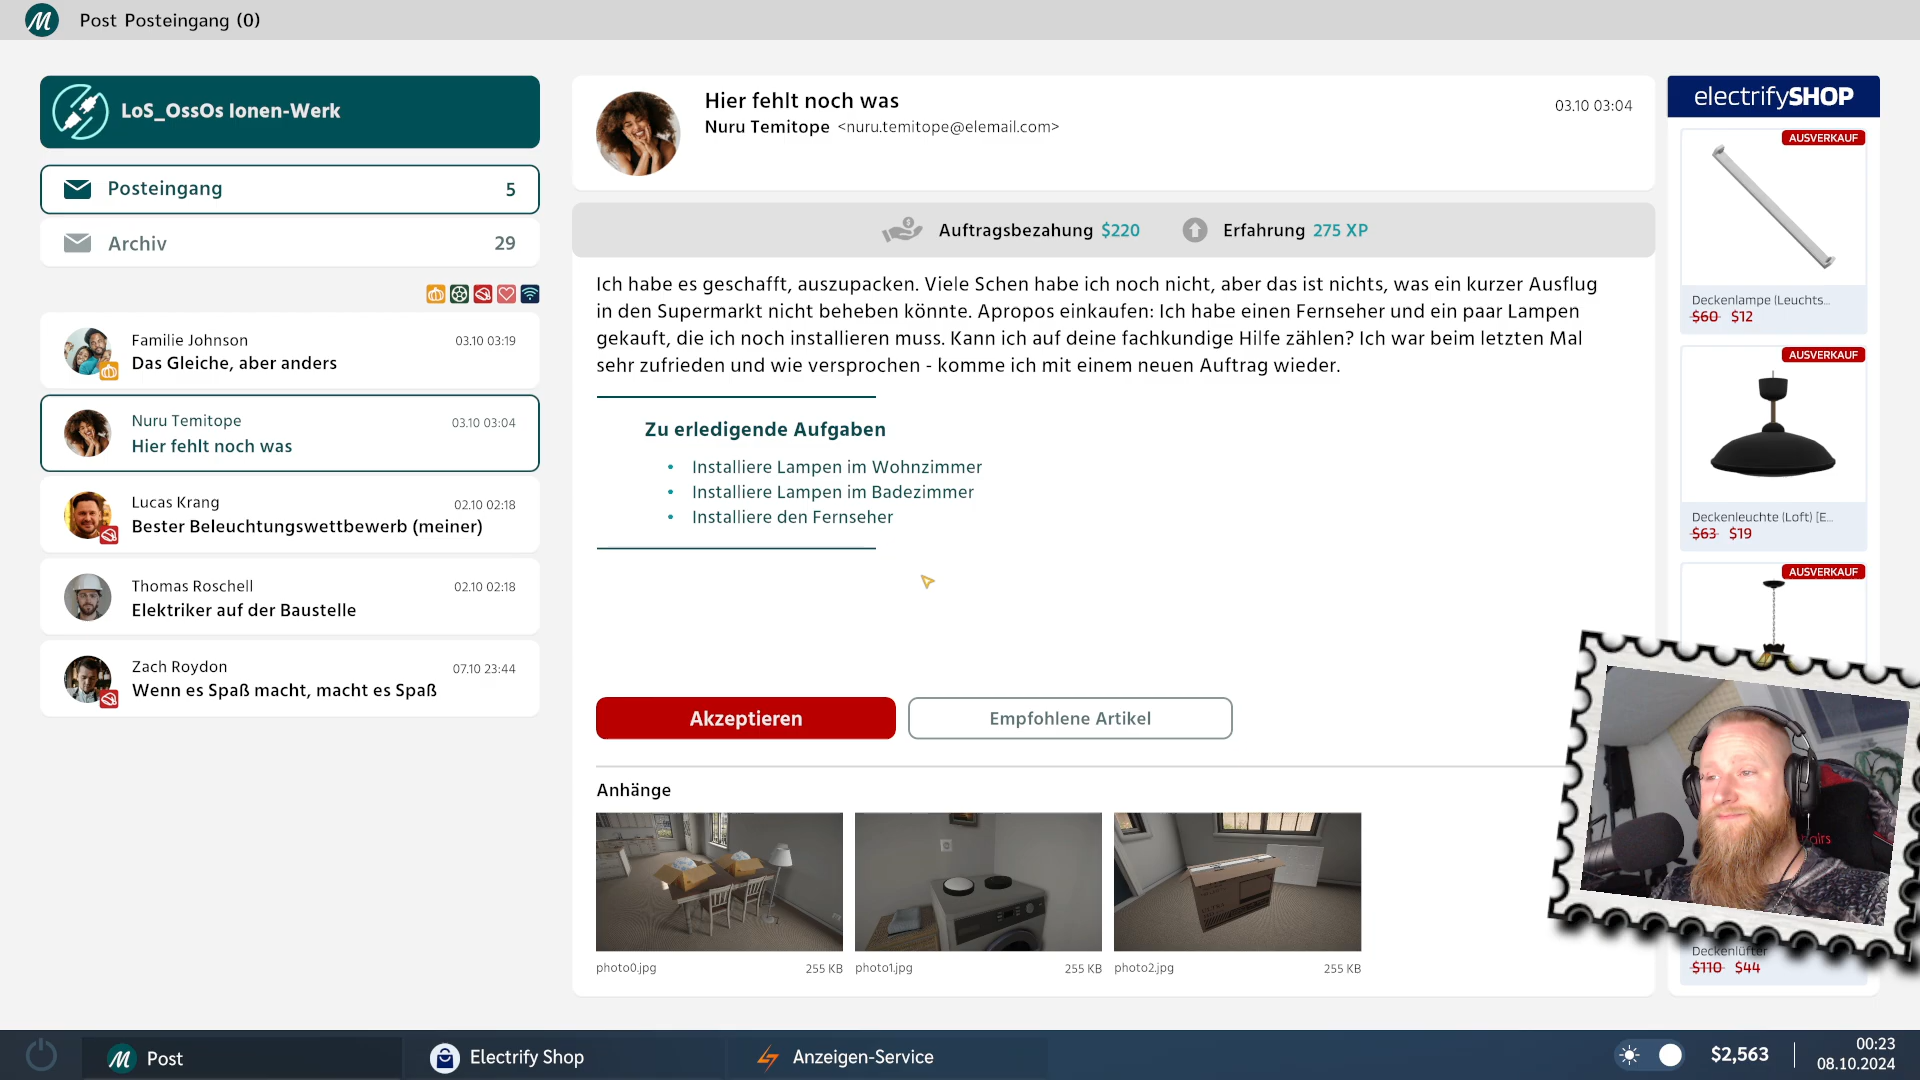 Post Posteingang (0)
LoS_OssOs Ionen-Werk
Posteingang 5
Archiv 29
Familie Johnson 03.10 03:19
Das Gleiche, aber anders
Nuru Temitope 03.10 03:04
Hier fehlt noch was
Lucas Krang 02.10 02:18
Bester Beleuchtungswettbewerb (meiner)
Thomas Roschell 02.10 02:18
Elektriker auf der Baustelle
Zach Roydon 07.10 23:44
Wenn es Spaß macht, macht es Spaß
Hier fehlt noch was 03.10 03:04
Nuru Temitope <nuru.temitope@elemail.com>
Auftragsbezahung $220 Erfahrung 275 XP
Ich habe es geschafft, auszupacken. Viele Schen habe ich noch nicht, aber das ist nichts, was ein kurzer Ausflug
in den Supermarkt nicht beheben könnte. Apropos einkaufen: Ich habe einen Fernseher und ein paar Lampen
gekauft, die ich noch installieren muss. Kann ich auf deine fachkundige Hilfe zählen? Ich war beim letzten Mal
sehr zufrieden und wie versprochen - komme ich mit einem neuen Auftrag wieder.
Zu erledigende Aufgaben
• Installiere Lampen im Wohnzimmer
• Installiere Lampen im Badezimmer
• Installiere den Fernseher
Akzeptieren Empfohlene Artikel
Anhänge
photo0.jpg 255 KB photo1.jpg 255 KB photo2.jpg 255 KB
electrifySHOP
AUSVERKAUF
Deckenlampe (Leuchts...
$60 $12
AUSVERKAUF
Deckenleuchte (Loft) [E...
$63 $19
AUSVERKAUF
Deckenlüfter
$110 $44
Post Electrify Shop Anzeigen-Service $2,563 00:23
08.10.2024